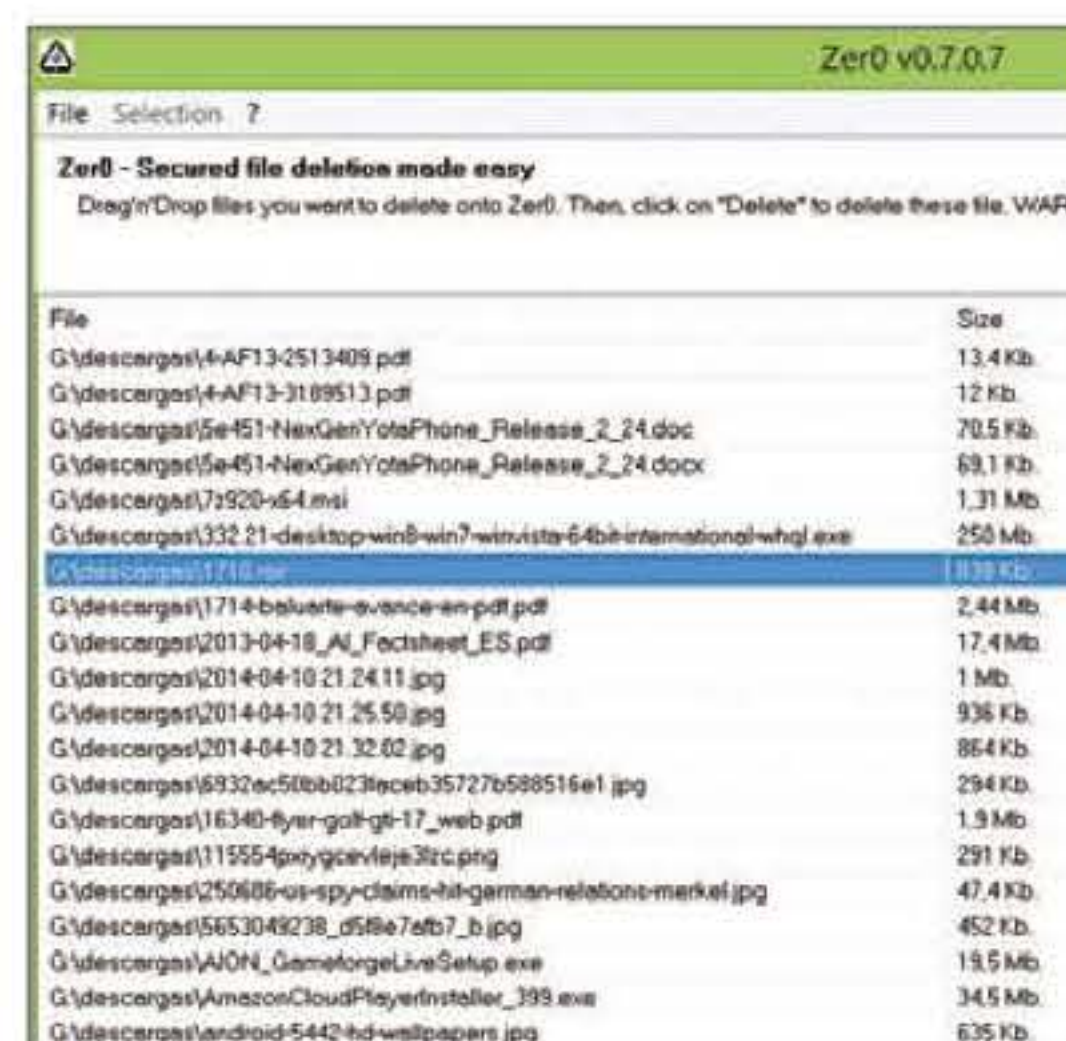 Zer0 v0.7.0.7
File Selection ?
Zer0 - Secured file deletion made easy
Drag'n'Drop files you want to delete onto Zer0. Then, click on "Delete" to delete these file. WAR
File Size
G:\descargas\4-AF13-2513409.pdf 13,4 Kb.
G:\descargas\4-AF13-3189513.pdf 12 Kb.
G:\descargas\5e451-NexGenYotaPhone_Release_2_24.doc 70,5 Kb.
G:\descargas\5e451-NexGenYotaPhone_Release_2_24.docx 69,1 Kb.
G:\descargas\7z920-x64.msi 1,31 Mb.
G:\descargas\332.21-desktop-win8-win7-winvista-64bit-international-whql.exe 250 Mb.
G:\descargas\1714-baluarte-avance-en-pdf.pdf 2,44 Mb.
G:\descargas\2013-04-18_AI_Factsheet_ES.pdf 17,4 Mb.
G:\descargas\2014-04-10 21.24.11.jpg 1 Mb.
G:\descargas\2014-04-10 21.25.50.jpg 936 Kb.
G:\descargas\2014-04-10 21.32.02.jpg 864 Kb.
294 Kb.
G:\descargas\16340-flyer-golf-gti-17_web.pdf 1,9 Mb.
291 Kb.
G:\descargas\250686-us-spy-claims-hit-german-relations-merkel.jpg 47,4 Kb.
G:\descargas\5653049238_d5f8e7afb7_b.jpg 452 Kb.
G:\descargas\AION_GameforgeLiveSetup.exe 19,5 Mb.
G:\descargas\AmazonCloudPlayerInstaller_399.exe 34,5 Mb.
G:\descargas\android-5442-hd-wallpapers.jpg 635 Kb.